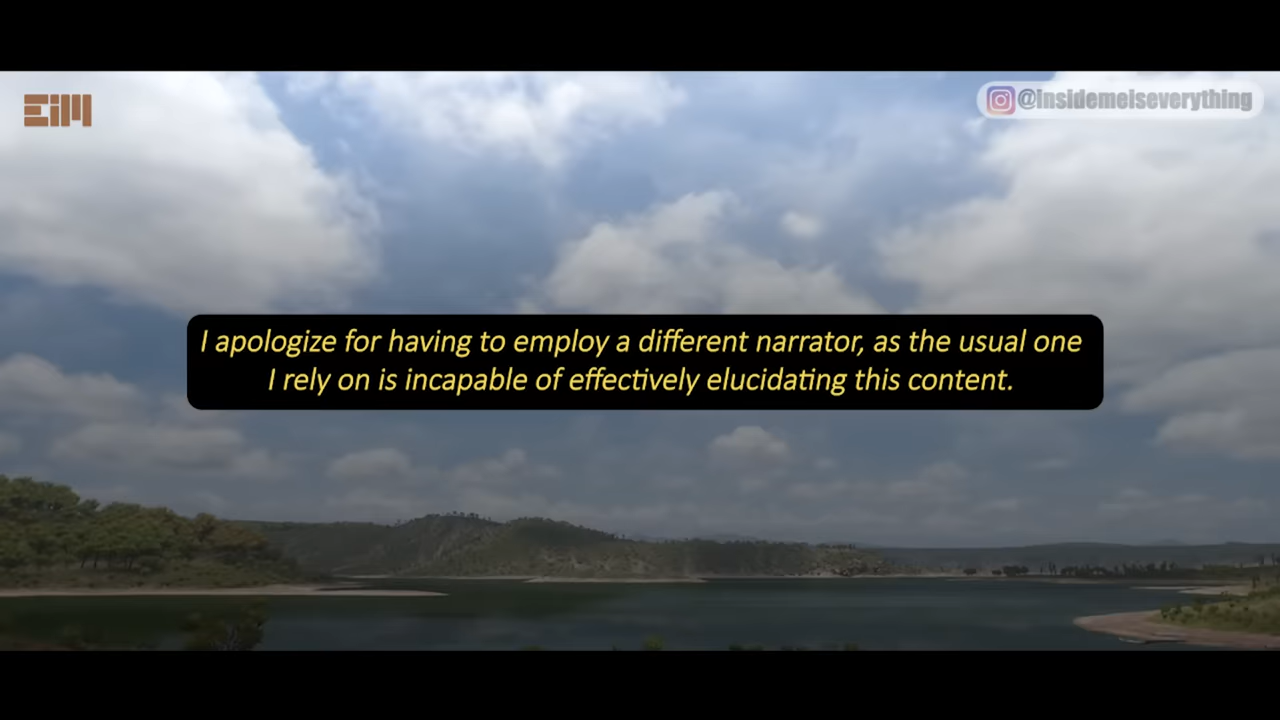 EIM
@insidemeiseverything
I apologize for having to employ a different narrator, as the usual one
I rely on is incapable of effectively elucidating this content.